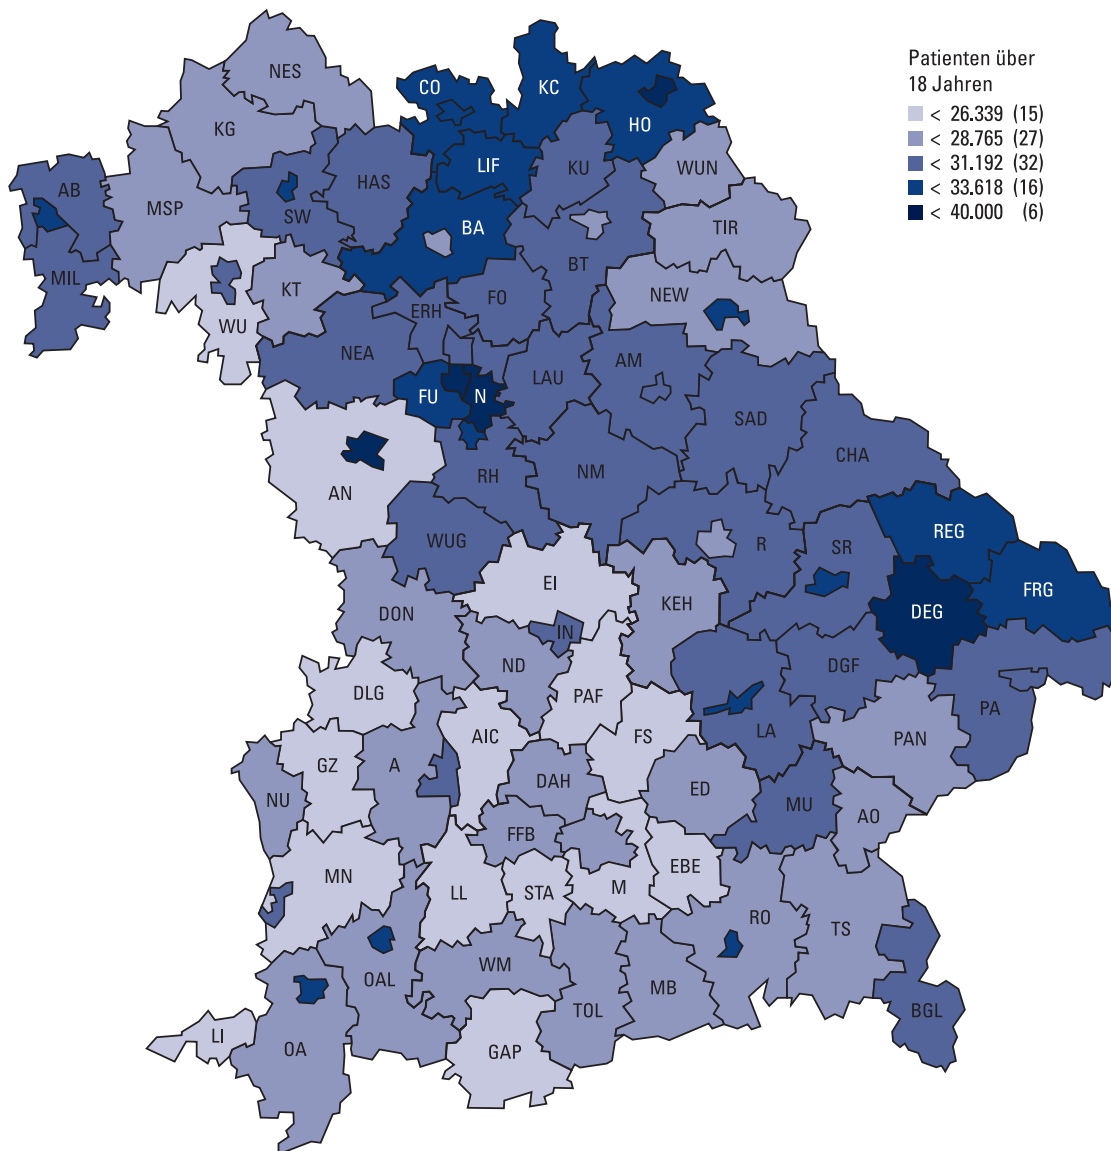 Patienten über
18 Jahren
< 26.339 (15)
< 28.765 (27)
< 31.192 (32)
< 33.618 (16)
< 40.000 (6)
NES
CO
KC
HO
KG
KU
WUN
HAS
LIF
AB
MSP
SW
BA
TIR
MIL
KT
BT
NEW
FO
ERH
WU
NEA
AM
LAU
FU
N
SAD
CHA
RH
NM
AN
REG
WUG
R
SR
EI
FRG
KEH
DEG
DON
IN
ND
DGF
DLG
PAF
PA
AIC
FS
LA
PAN
GZ
A
DAH
ED
NU
MU
AO
FFB
MN
EBE
LL
STA
M
RO
TS
WM
OAL
MB
TOL
BGL
LI
OA
GAP